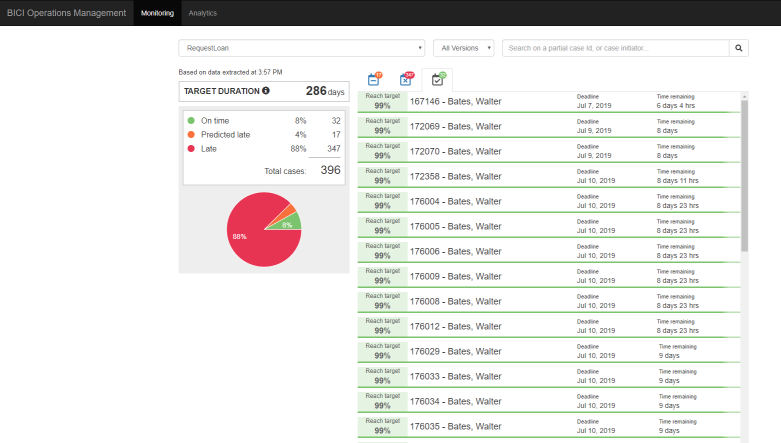 BICI Operations Management Monitoring Analytics
RequestLoan All Versions Search on a partial case Id, or case initiator...
Based on data extracted at 3:57 PM
TARGET DURATION 286 days
On time 8% 32
Predicted late 4% 17
Late 88% 347
Total cases: 396
88%
8%
17 347
Reach target 99% 167146 - Bates, Walter Deadline Jul 7, 2019 Time remaining 6 days 4 hrs
Reach target 99% 172069 - Bates, Walter Deadline Jul 9, 2019 Time remaining 8 days
Reach target 99% 172070 - Bates, Walter Deadline Jul 9, 2019 Time remaining 8 days
Reach target 99% 172358 - Bates, Walter Deadline Jul 10, 2019 Time remaining 8 days 11 hrs
Reach target 99% 176004 - Bates, Walter Deadline Jul 10, 2019 Time remaining 8 days 23 hrs
Reach target 99% 176005 - Bates, Walter Deadline Jul 10, 2019 Time remaining 8 days 23 hrs
Reach target 99% 176006 - Bates, Walter Deadline Jul 10, 2019 Time remaining 8 days 23 hrs
Reach target 99% 176009 - Bates, Walter Deadline Jul 10, 2019 Time remaining 8 days 23 hrs
Reach target 99% 176008 - Bates, Walter Deadline Jul 10, 2019 Time remaining 8 days 23 hrs
Reach target 99% 176012 - Bates, Walter Deadline Jul 10, 2019 Time remaining 8 days 23 hrs
Reach target 99% 176029 - Bates, Walter Deadline Jul 10, 2019 Time remaining 9 days
Reach target 99% 176033 - Bates, Walter Deadline Jul 10, 2019 Time remaining 9 days
Reach target 99% 176034 - Bates, Walter Deadline Jul 10, 2019 Time remaining 9 days
Reach target 99% 176035 - Bates, Walter Deadline Jul 10, 2019 Time remaining 9 days